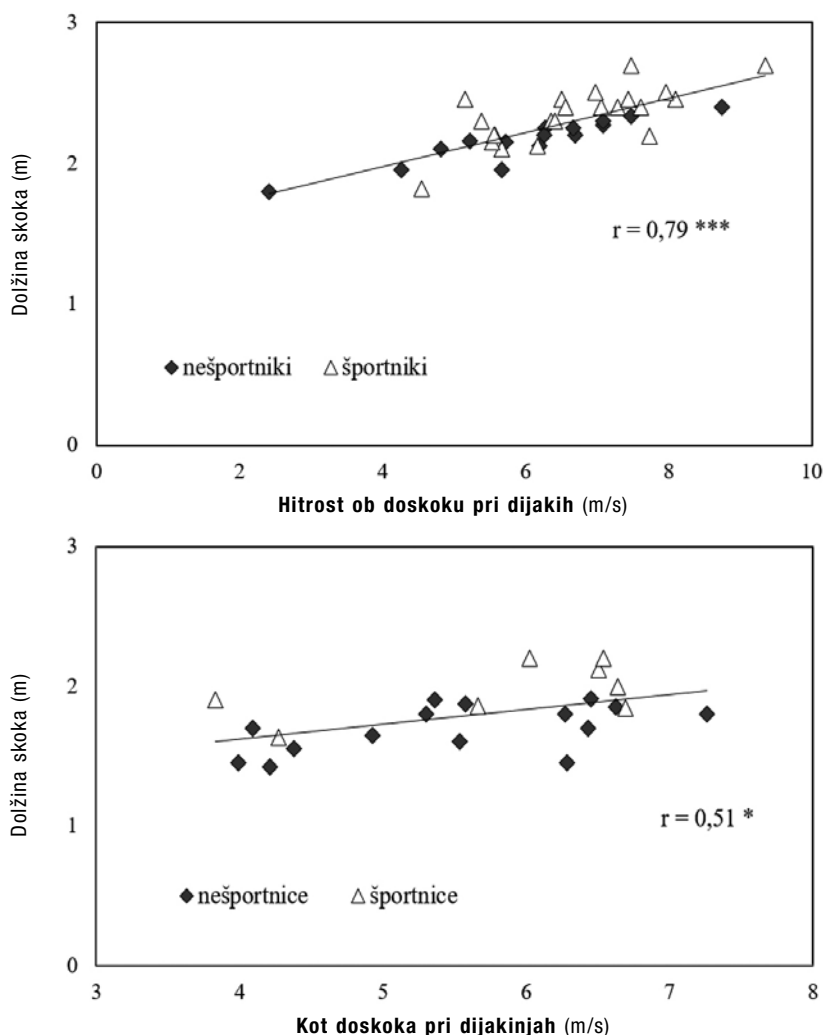 3
2
1
0
Dolžina skoka (m)
r = 0,79 ***
nešportniki športniki
0 2 4 6 8 10
Hitrost ob doskoku pri dijakih (m/s)
3
2
1
0
Dolžina skoka (m)
r = 0,51 *
nešportnice športnice
3 4 5 6 7 8
Kot doskoka pri dijakinjah (m/s)